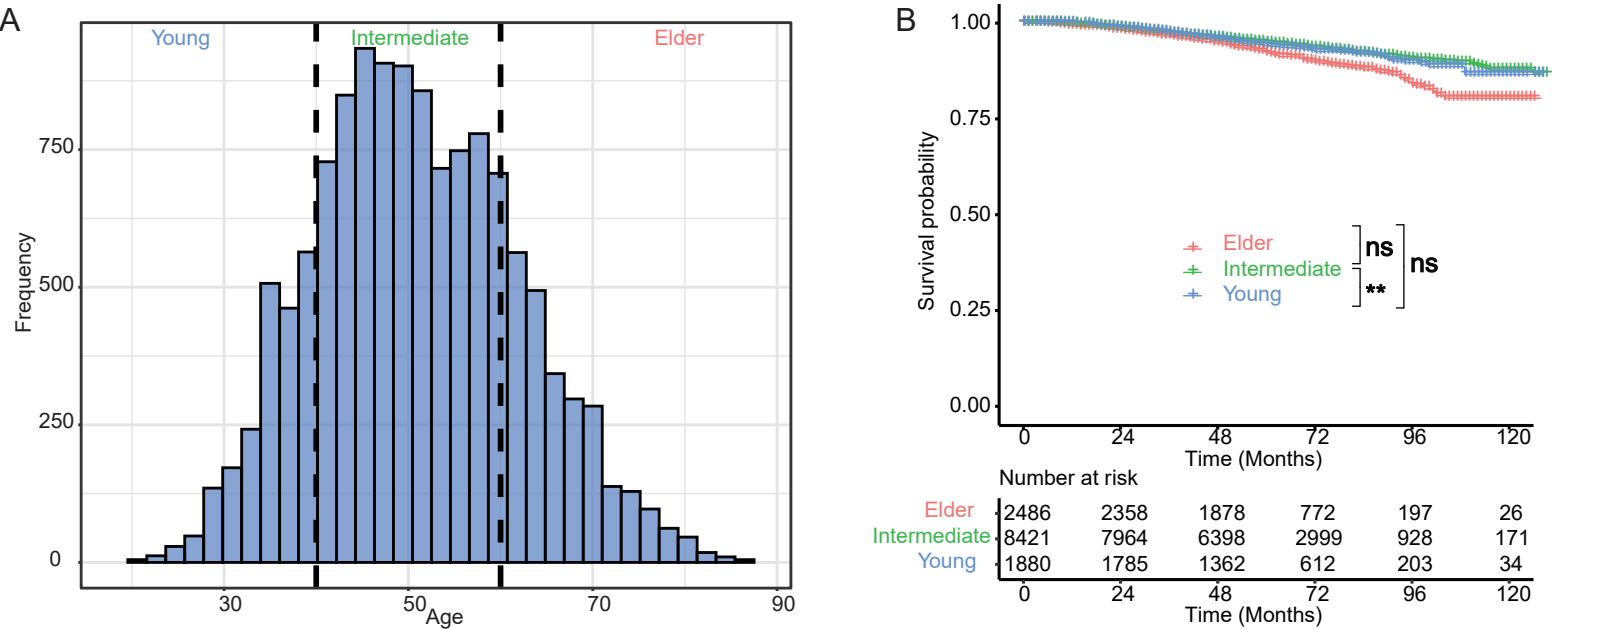 A
Young Intermediate Elder
750
500
250
0
Frequency
30 50 70 90
Age
B
1.00
0.75
0.50
0.25
0.00
Survival probability
Elder
Intermediate
Young
ns
**
ns
0 24 48 72 96 120
Time (Months)
Number at risk
Elder 2486 2358 1878 772 197 26
Intermediate 8421 7964 6398 2999 928 171
Young 1880 1785 1362 612 203 34
0 24 48 72 96 120
Time (Months)